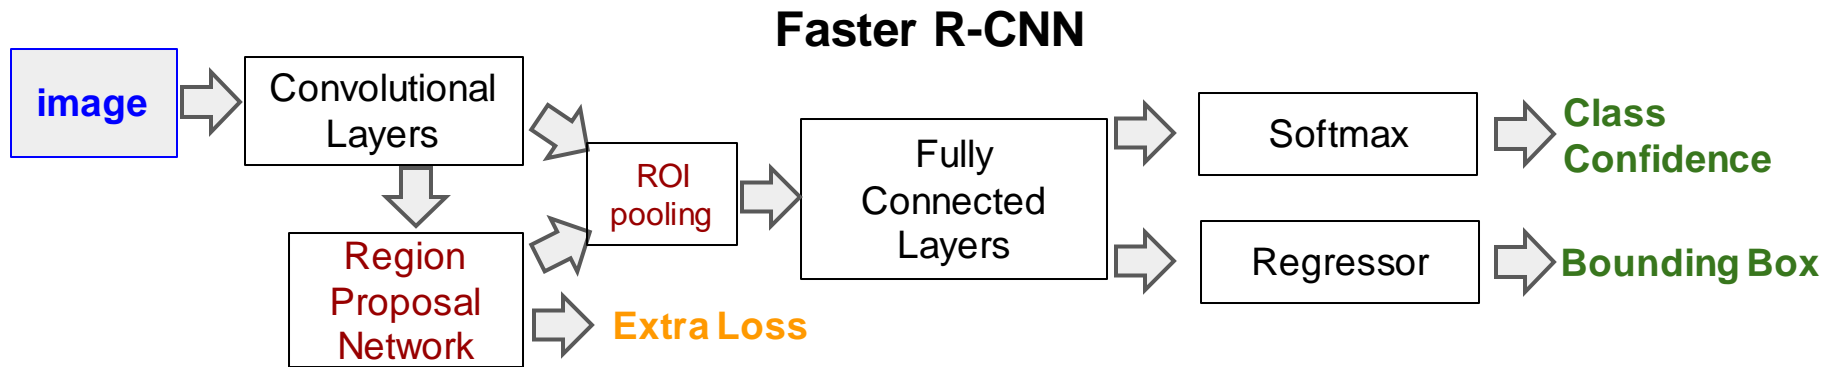 Faster R-CNN
image
Convolutional
Layers
Region
Proposal
Network
Extra Loss
ROI
pooling
Fully
Connected
Layers
Softmax
Class
Confidence
Regressor
Bounding Box